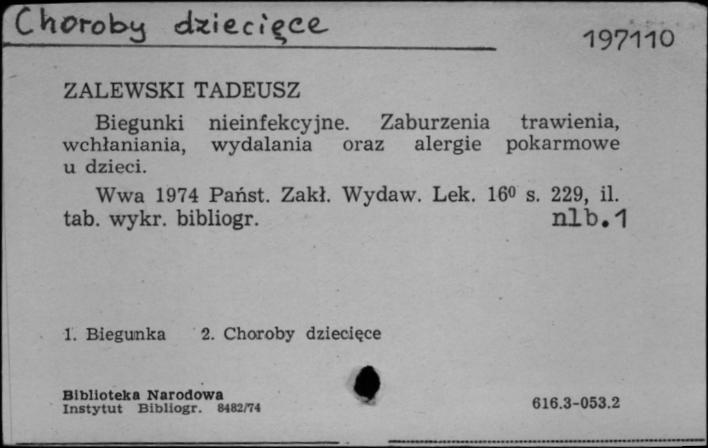 Choroby dziecięce
197110
ZALEWSKI TADEUSZ
Biegunki nieinfekcyjne. Zaburzenia trawienia,
wchłaniania, wydalania oraz alergie pokarmowe
u dzieci.
Wwa 1974 Państ. Zakł. Wydaw. Lek. 16⁰ s. 229, il.
tab. wykr. bibliogr. nlb.1
1. Biegunka 2. Choroby dziecięce
Biblioteka Narodowa
Instytut Bibliogr. 8482/74
616.3-053.2